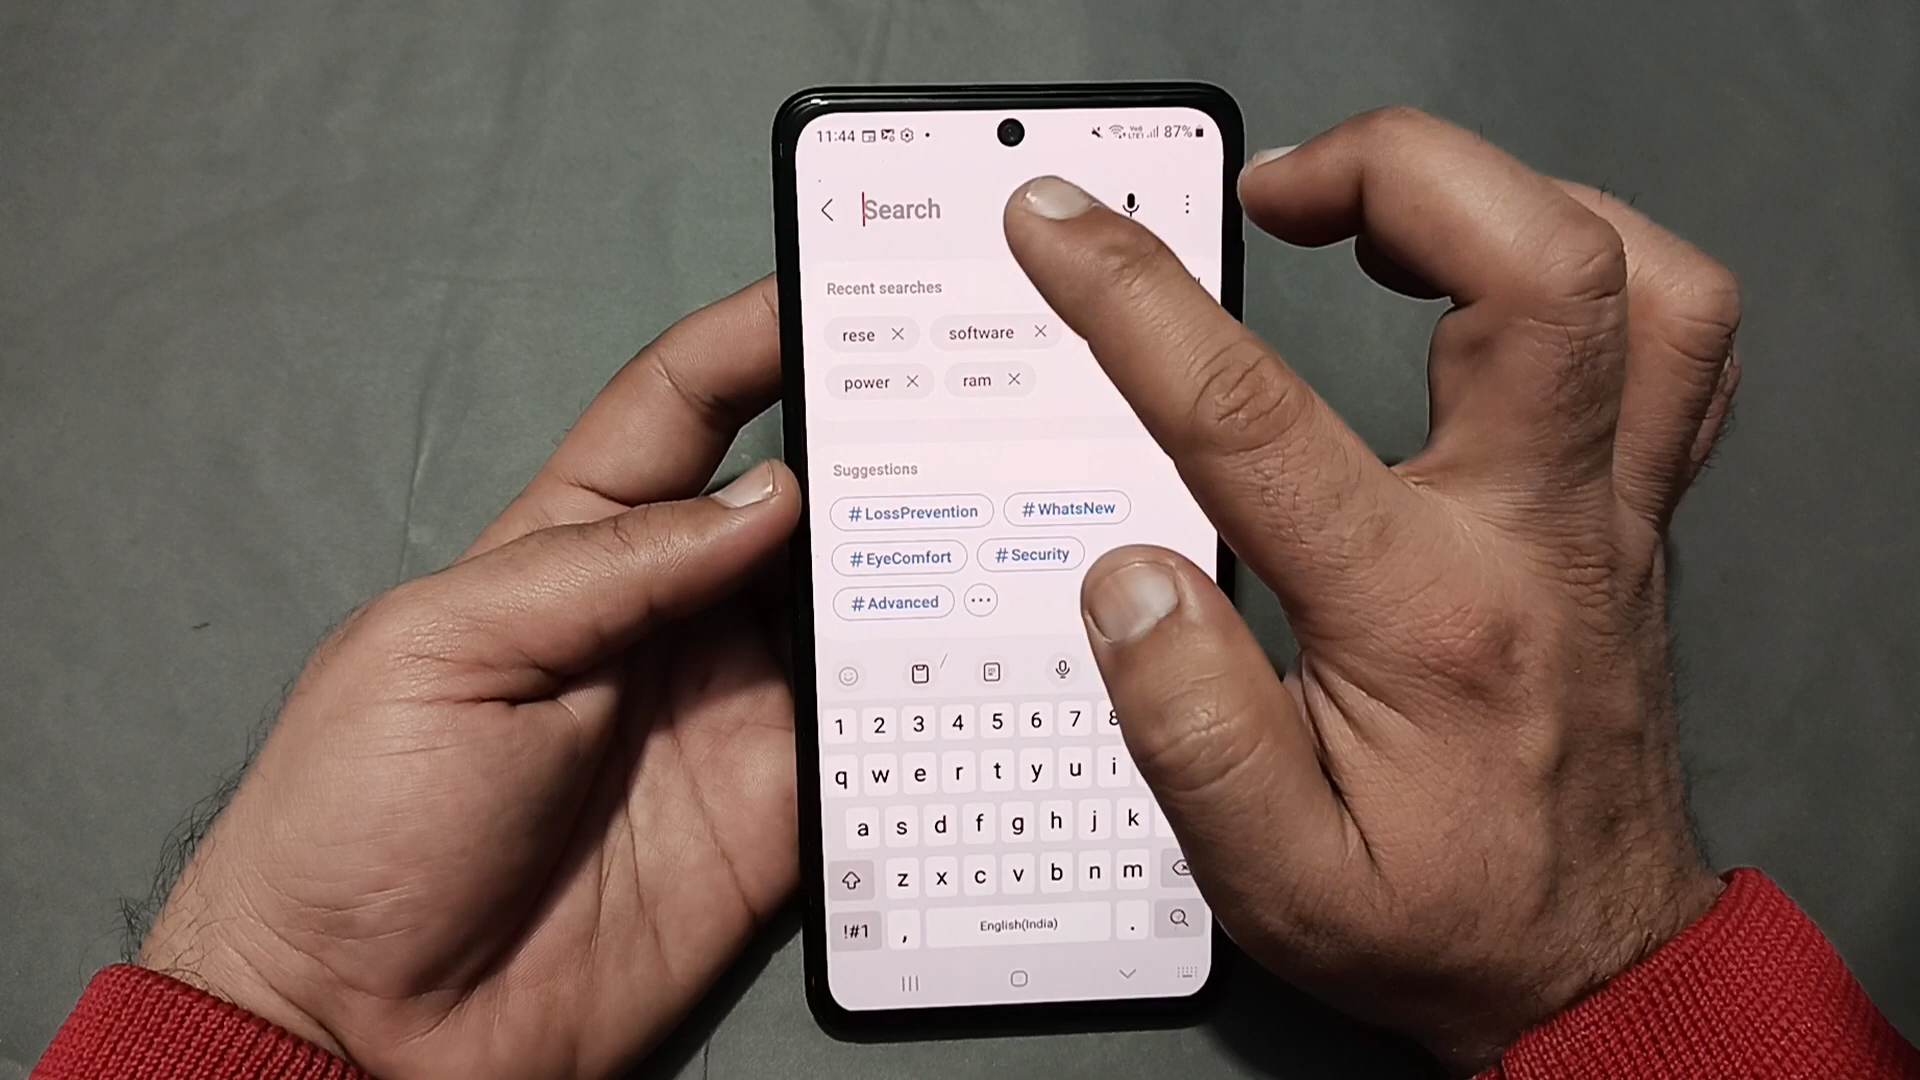 11:44 87%
Search
Recent searches
rese software
power ram
Suggestions
#LossPrevention #WhatsNew
#EyeComfort #Security
#Advanced
1 2 3 4 5 6 7 8
q w e r t y u i
a s d f g h j k
z x c v b n m
!#1 , English(India) .